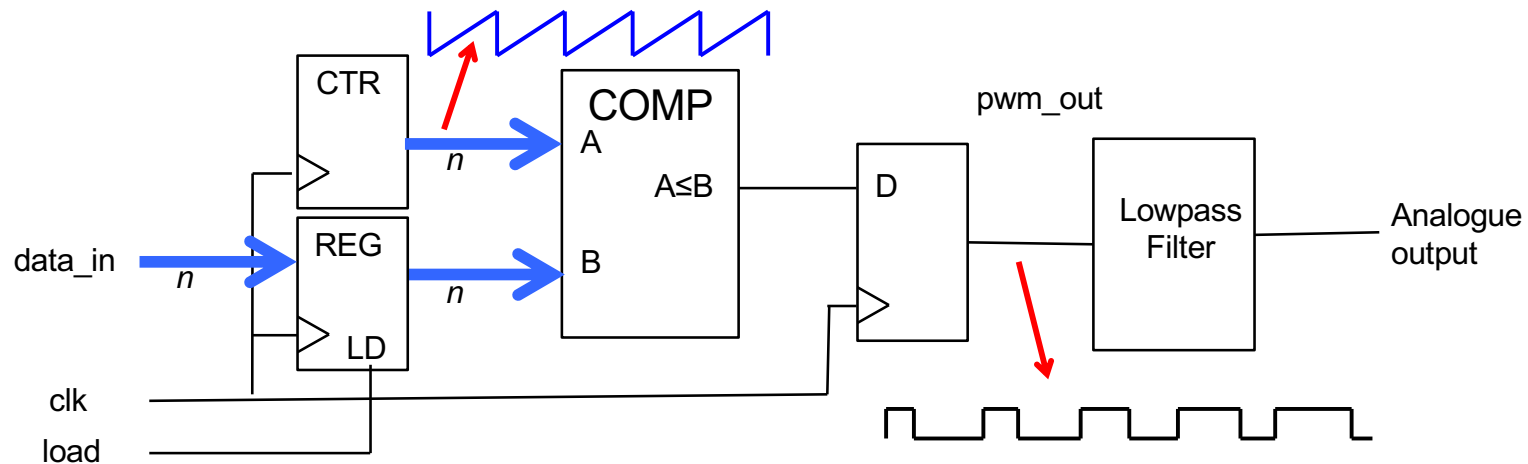 CTR
COMP
pwm_out
A
n
A≤B
D
Lowpass
Filter
Analogue
output
REG
data_in
n
B
n
LD
clk
load